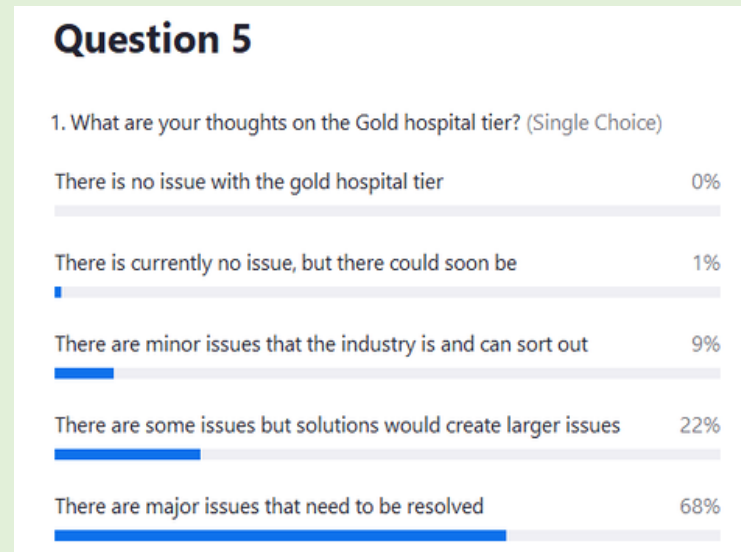 Question 5
1. What are your thoughts on the Gold hospital tier? (Single Choice)
There is no issue with the gold hospital tier 0%
There is currently no issue, but there could soon be 1%
There are minor issues that the industry is and can sort out 9%
There are some issues but solutions would create larger issues 22%
There are major issues that need to be resolved 68%